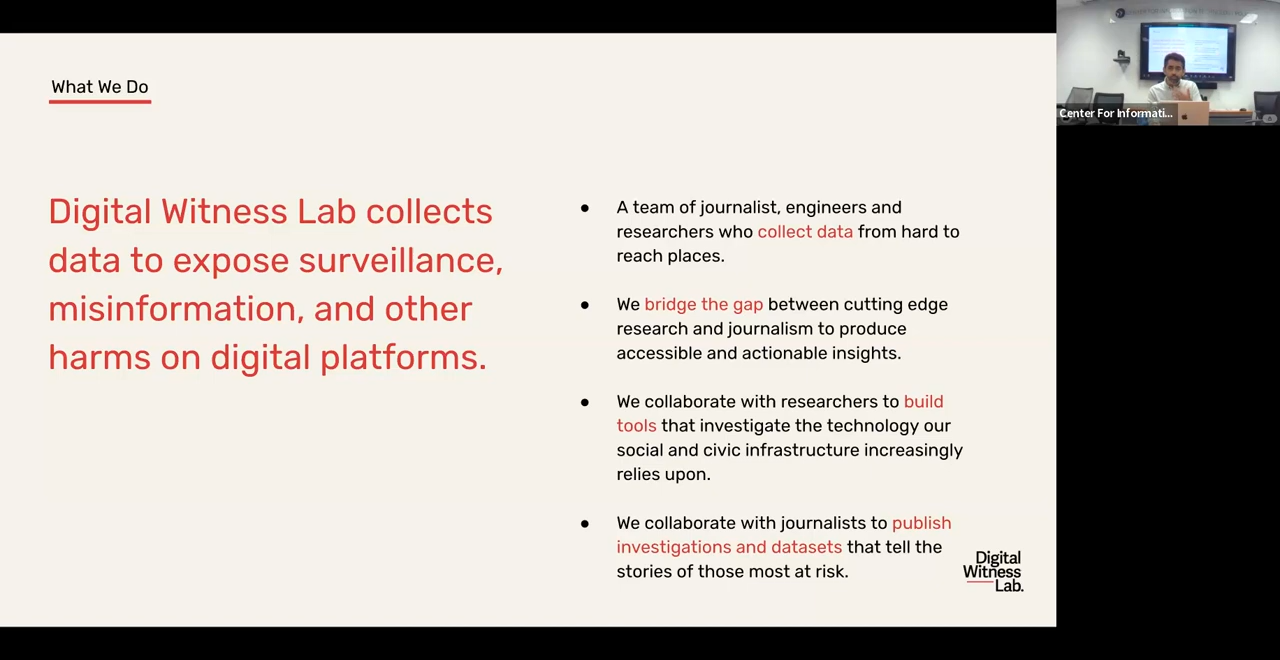 What We Do
Digital Witness Lab collects
data to expose surveillance,
misinformation, and other
harms on digital platforms.
● A team of journalist, engineers and
researchers who collect data from hard to
reach places.
● We bridge the gap between cutting edge
research and journalism to produce
accessible and actionable insights.
● We collaborate with researchers to build
tools that investigate the technology our
social and civic infrastructure increasingly
relies upon.
● We collaborate with journalists to publish
investigations and datasets that tell the
stories of those most at risk.
Digital
Witness
Lab.
Center For Informati...